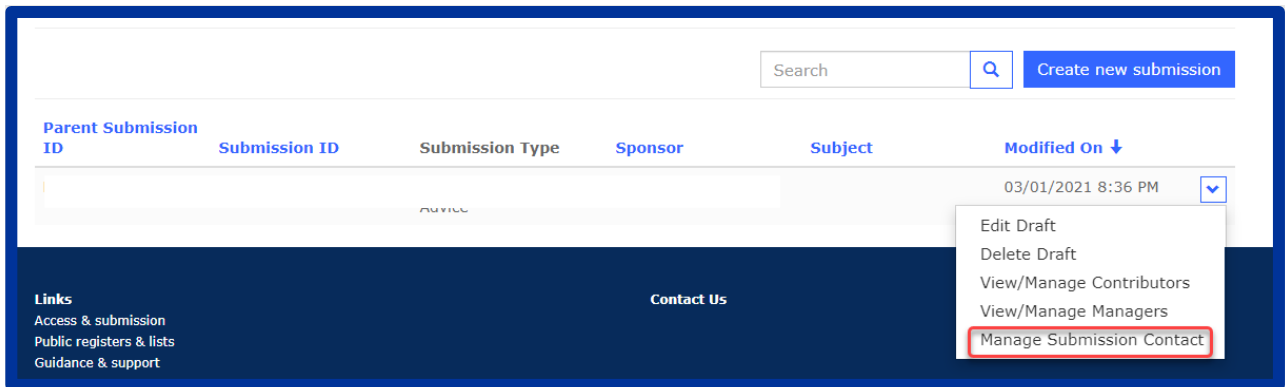 Search
Create new submission
Parent Submission
ID Submission ID Submission Type Sponsor Subject Modified On
03/01/2021 8:36 PM
Edit Draft
Delete Draft
View/Manage Contributors
View/Manage Managers
Manage Submission Contact
Links
Contact Us
Access & submission
Public registers & lists
Guidance & support